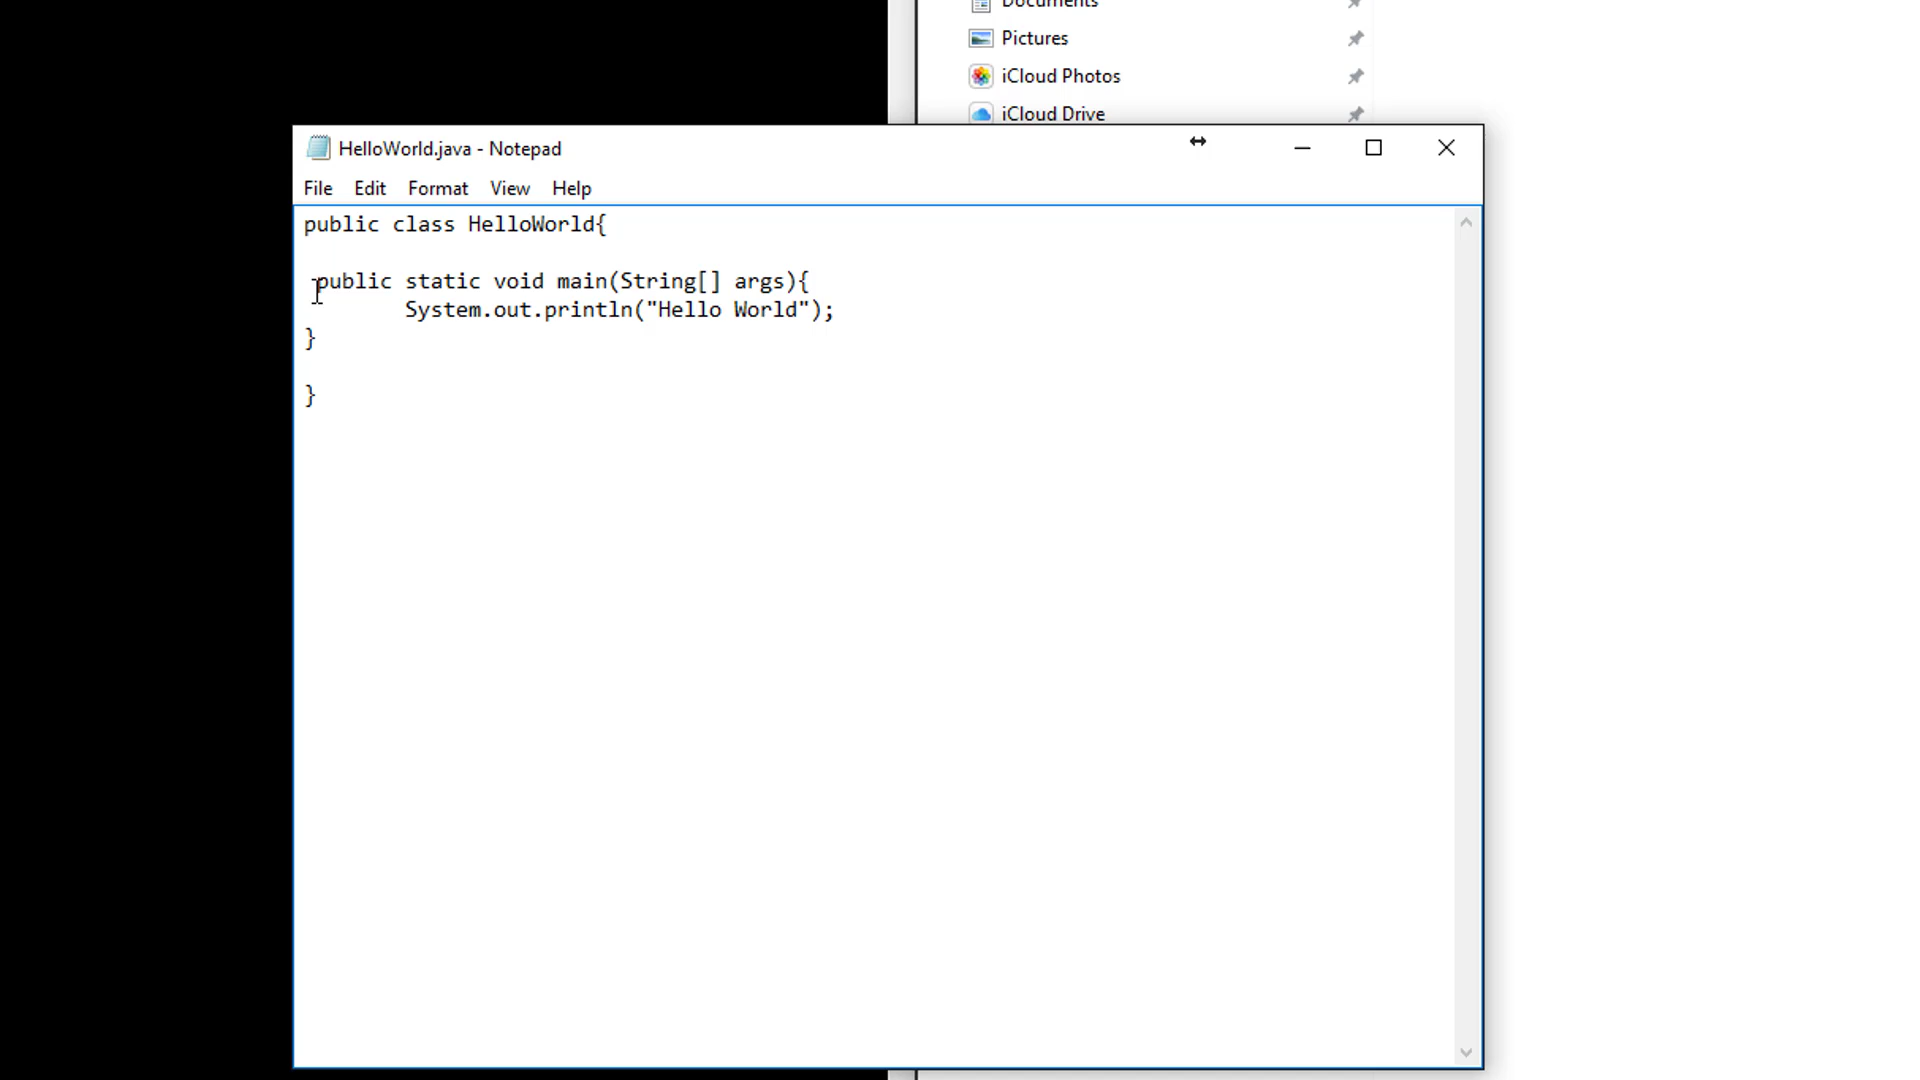 Documents
Pictures
iCloud Photos
iCloud Drive
HelloWorld.java - Notepad
File Edit Format View Help
public class HelloWorld{
public static void main(String[] args){
System.out.println("Hello World");
}
}